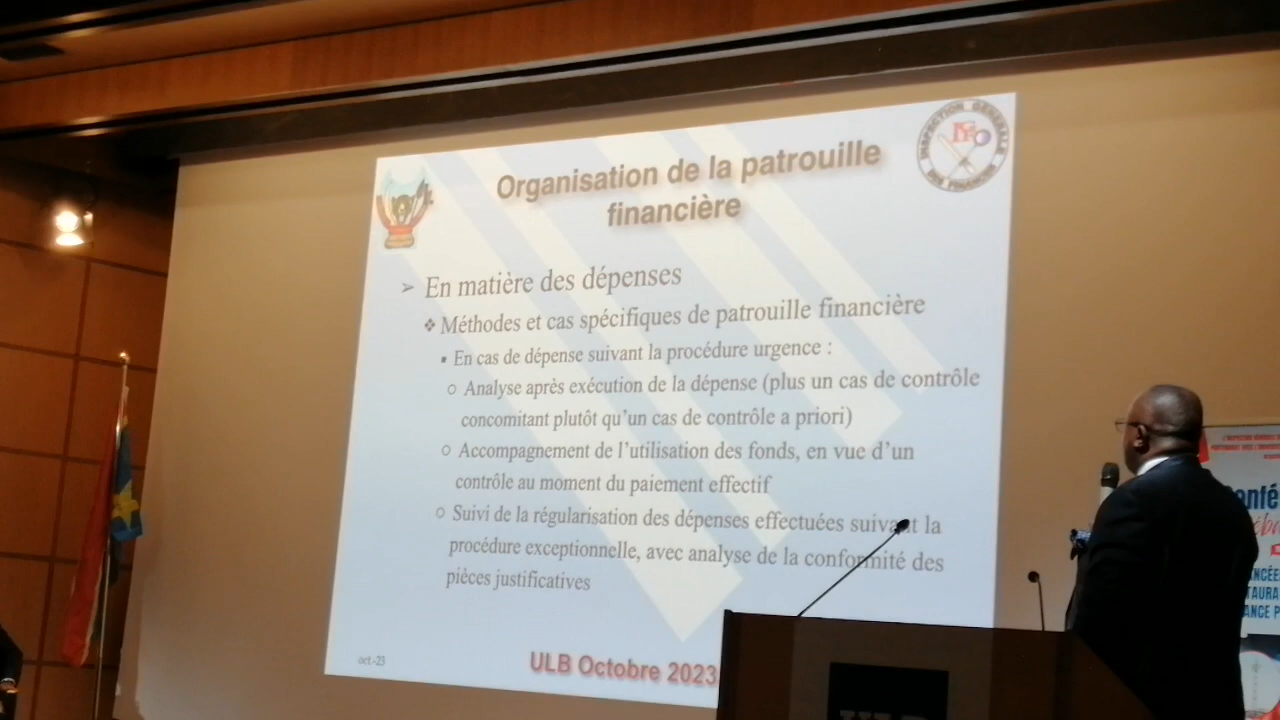 INSPECTION GENERALE
DES FINANCES
Organisation de la patrouille
financière
➢ En matière des dépenses
❖ Méthodes et cas spécifiques de patrouille financière
▪ En cas de dépense suivant la procédure urgence :
o Analyse après exécution de la dépense (plus un cas de contrôle
concomitant plutôt qu'un cas de contrôle a priori)
o Accompagnement de l'utilisation des fonds, en vue d'un
contrôle au moment du paiement effectif
o Suivi de la régularisation des dépenses effectuées suivant la
procédure exceptionnelle, avec analyse de la conformité des
pièces justificatives
oct.-23
ULB Octobre 2023